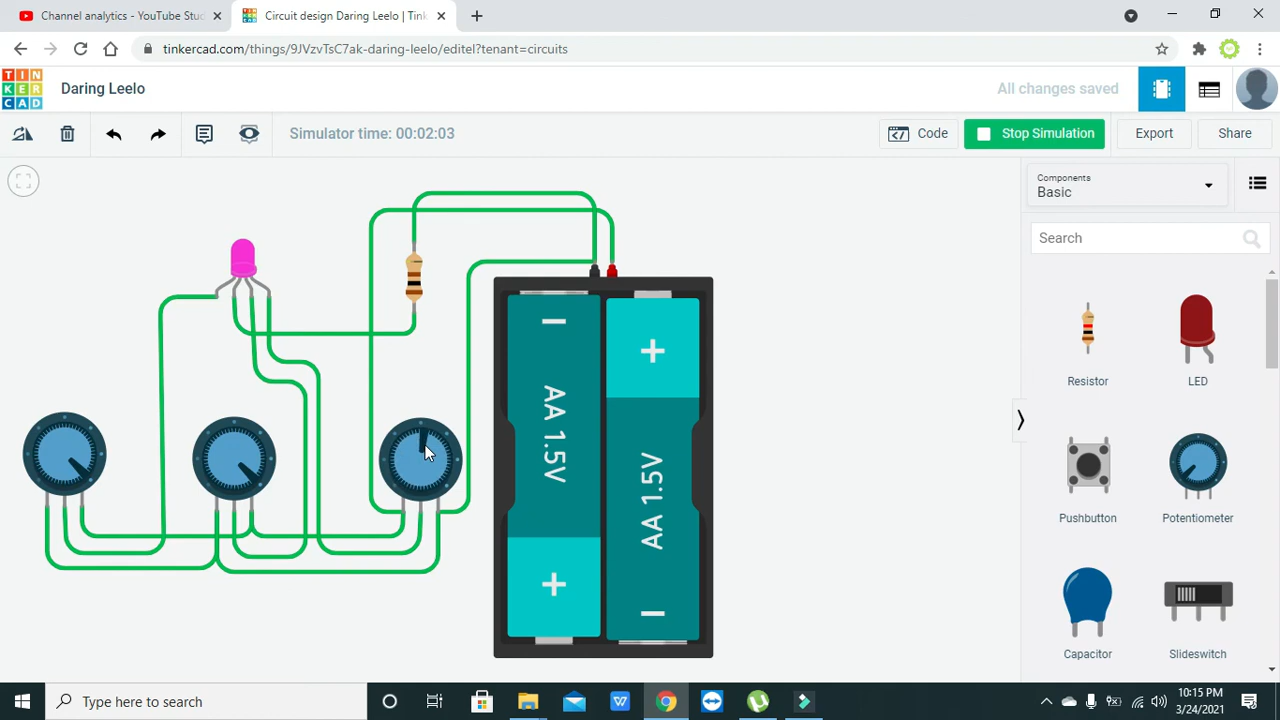 Channel analytics - YouTube Stu
Circuit design Daring Leelo | Tink
tinkercad.com/things/9JVzvTsC7ak-daring-leelo/editel?tenant=circuits
TIN
KER
CAD
Daring Leelo
All changes saved
Simulator time: 00:02:03
Code
Stop Simulation
Export
Share
Components
Basic
Search
Resistor
LED
Pushbutton
Potentiometer
Capacitor
Slideswitch
AA 1.5V
AA 1.5V
Type here to search
10:15 PM
3/24/2021